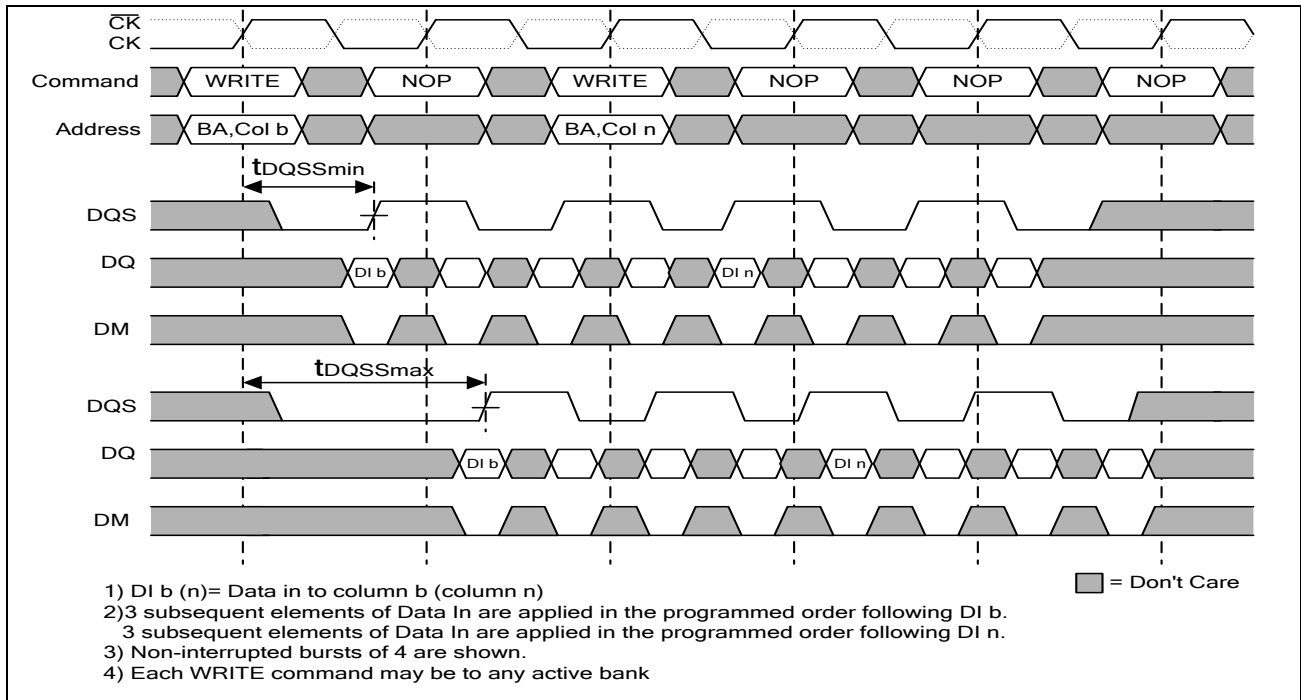 CK
CK
Command WRITE NOP WRITE NOP NOP NOP
Address BA,Col b BA,Col n
tDQSSmin
DQS
DQ DI b DI n
DM
tDQSSmax
DQS
DQ DI b DI n
DM
1) DI b (n)= Data in to column b (column n)
= Don't Care
2)3 subsequent elements of Data In are applied in the programmed order following DI b.
3 subsequent elements of Data In are applied in the programmed order following DI n.
3) Non-interrupted bursts of 4 are shown.
4) Each WRITE command may be to any active bank